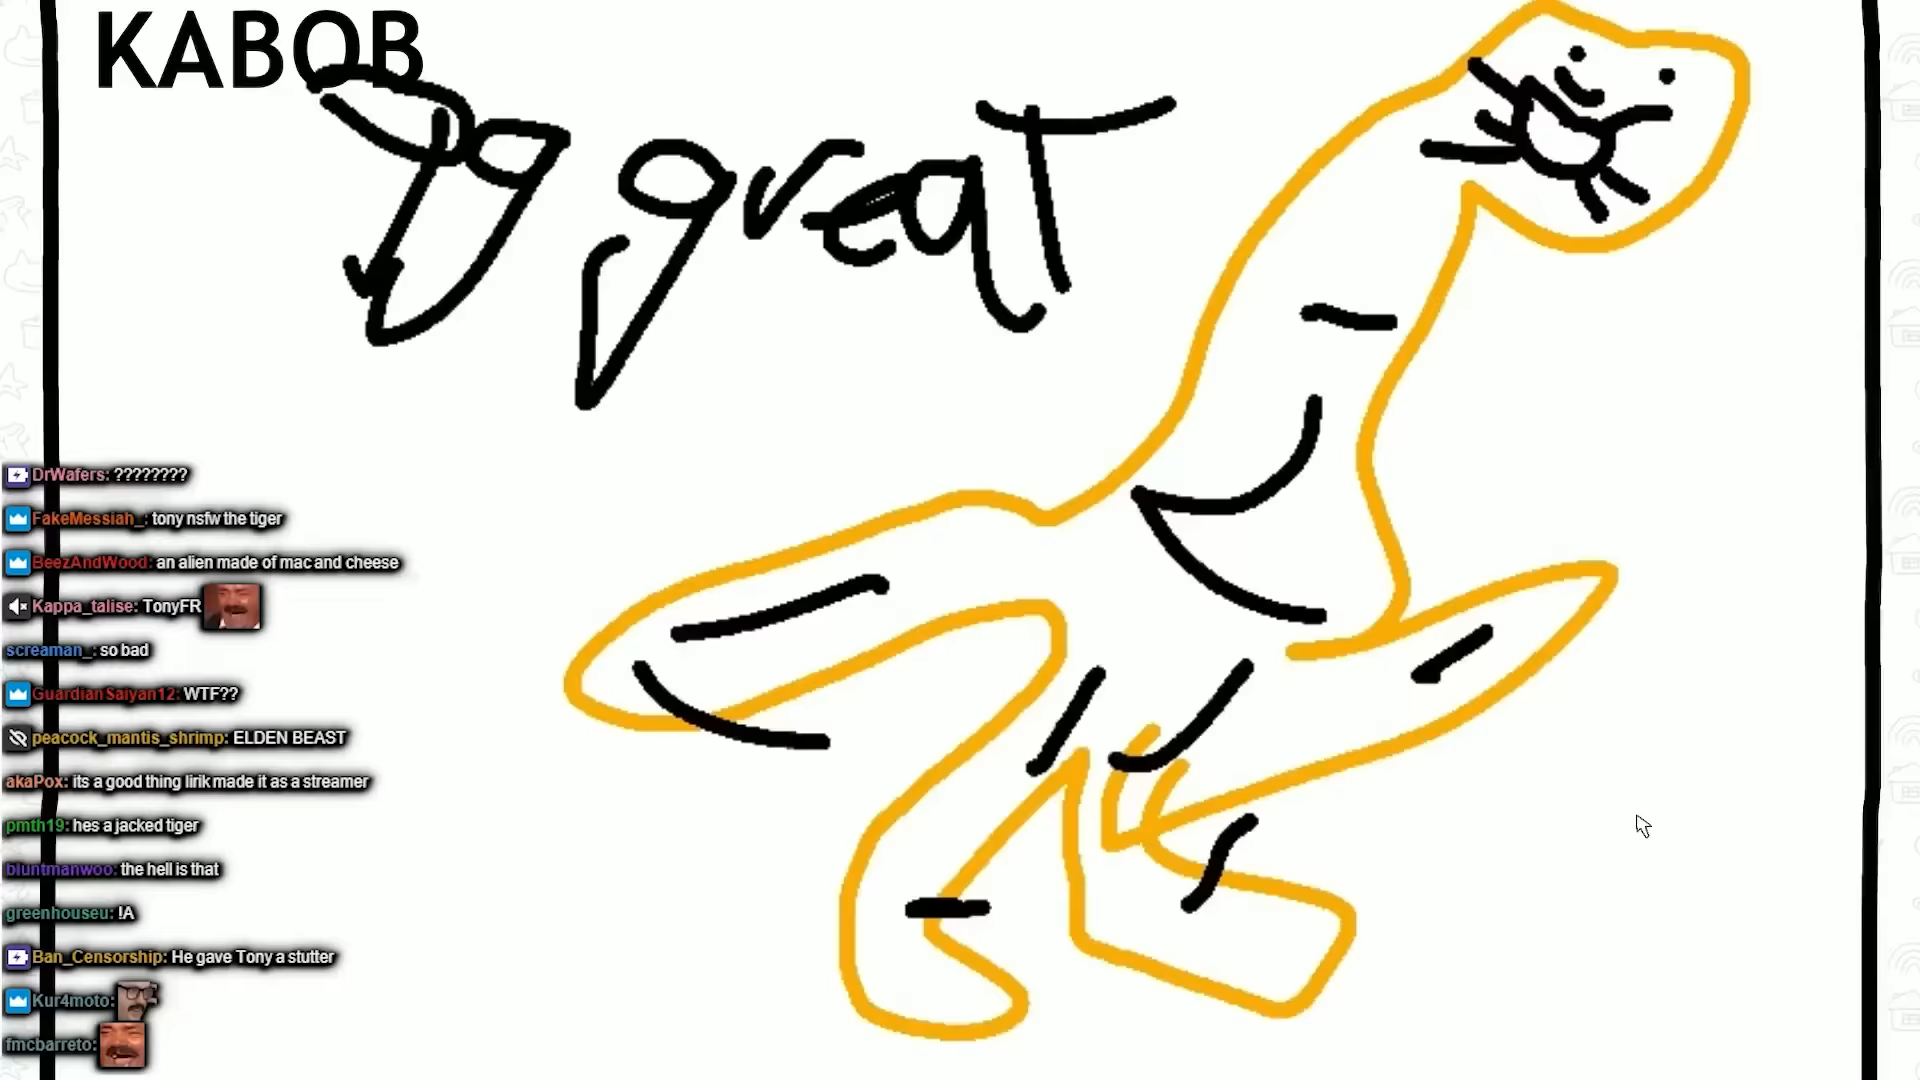 KABOB
great
DrWafers: ????????
FakeMessiah_: tony nsfw the tiger
BeezAndWood: an alien made of mac and cheese
Kappa_talise: TonyFR
screaman_: so bad
GuardianSaiyan12: WTF??
peacock_mantis_shrimp: ELDEN BEAST
akaPox: its a good thing lirik made it as a streamer
pmth19: hes a jacked tiger
bluntmanwoo: the hell is that
greenhouseu: !A
Ban_Censorship: He gave Tony a stutter
Kur4moto:
fmcbarreto: